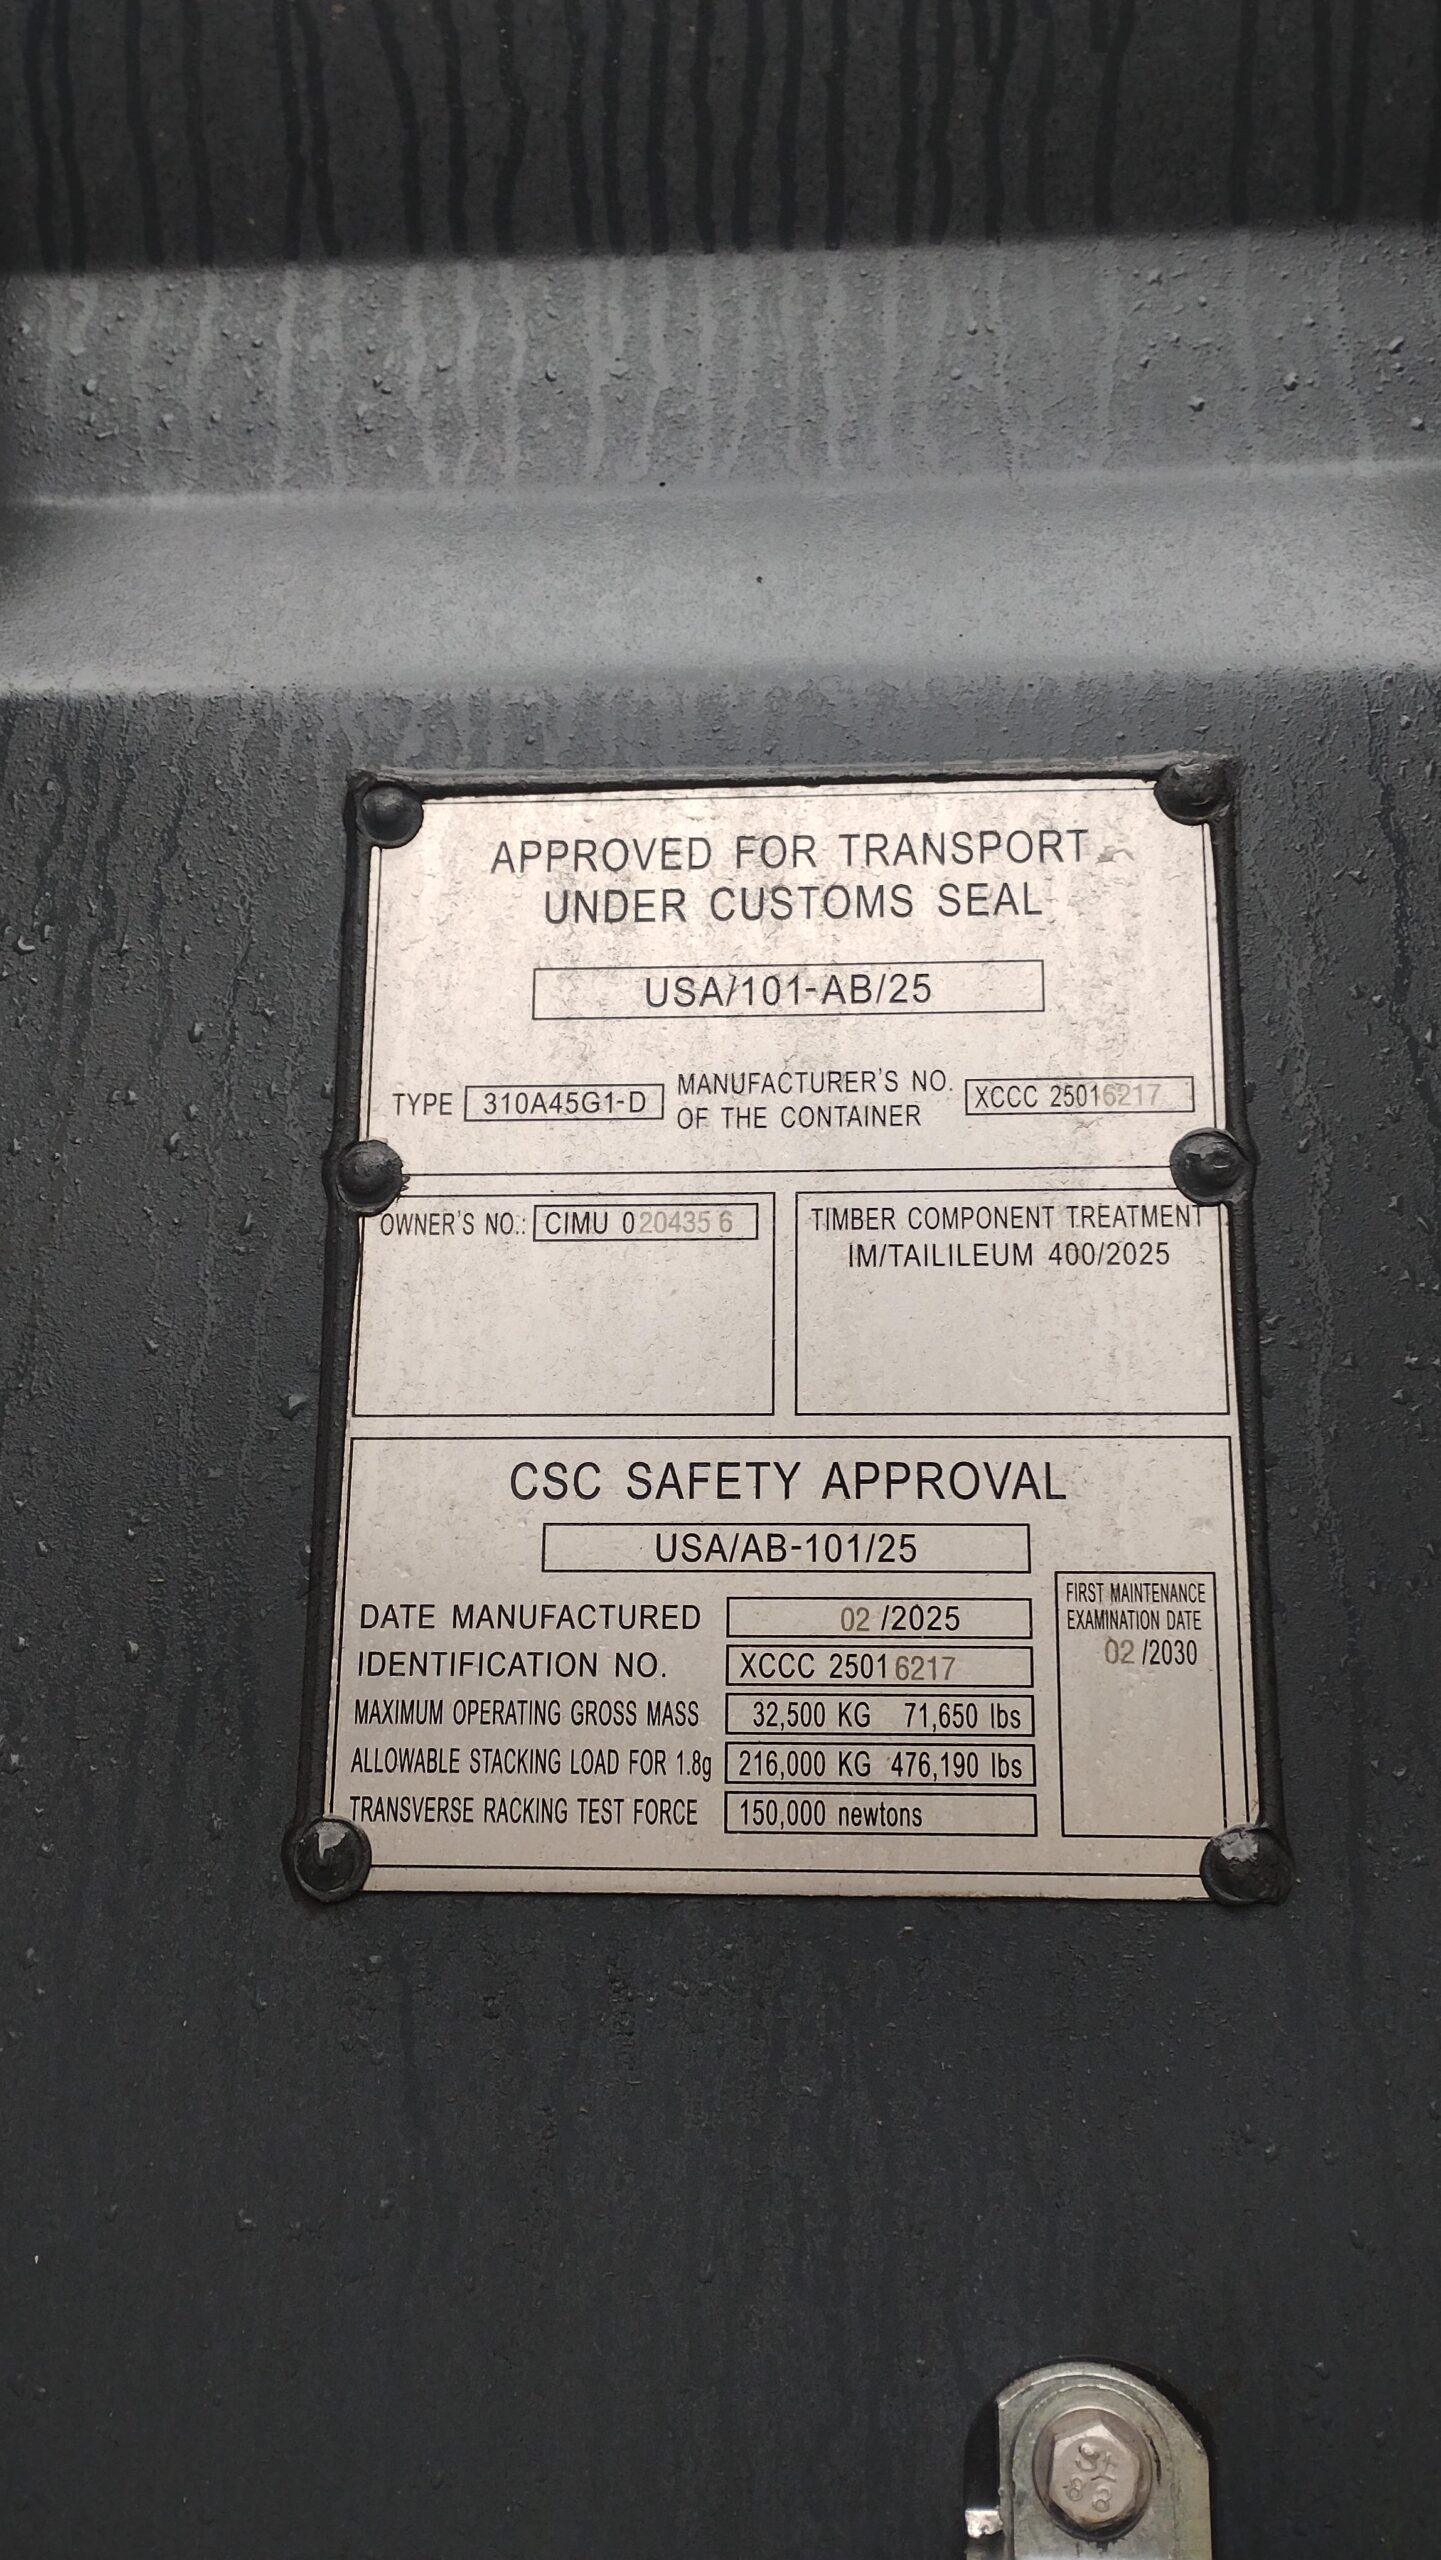 APPROVED FOR TRANSPORT
UNDER CUSTOMS SEAL
USA/101-AB/25
TYPE 310A45G1-D MANUFACTURER'S NO. OF THE CONTAINER XCCC 25016217
OWNER'S NO.: CIMU 020435 6
TIMBER COMPONENT TREATMENT
IM/TAILILEUM 400/2025
CSC SAFETY APPROVAL
USA/AB-101/25
DATE MANUFACTURED 02 /2025
IDENTIFICATION NO. XCCC 25016217
MAXIMUM OPERATING GROSS MASS 32,500 KG 71,650 lbs
ALLOWABLE STACKING LOAD FOR 1.8g 216,000 KG 476,190 lbs
TRANSVERSE RACKING TEST FORCE 150,000 newtons
FIRST MAINTENANCE
EXAMINATION DATE
02 /2030